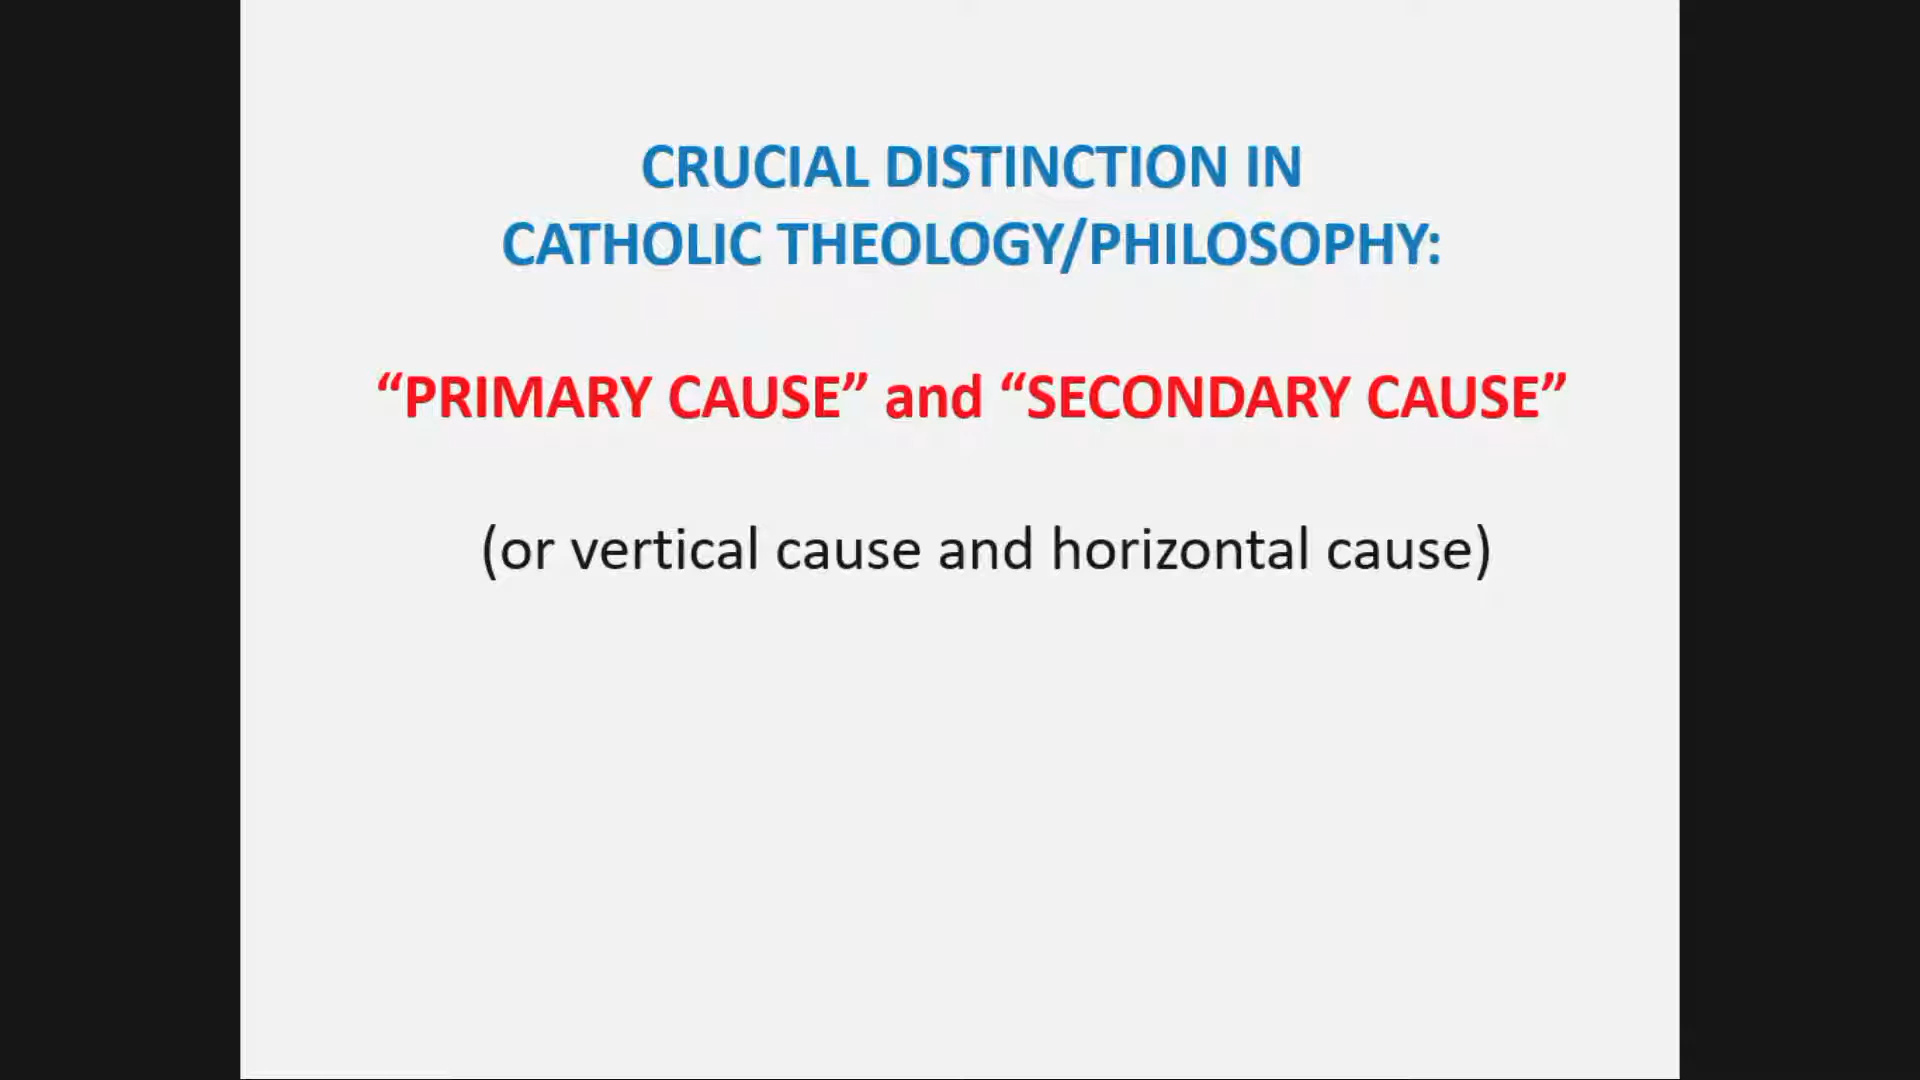 CRUCIAL DISTINCTION IN
CATHOLIC THEOLOGY/PHILOSOPHY:
“PRIMARY CAUSE” and “SECONDARY CAUSE”
(or vertical cause and horizontal cause)